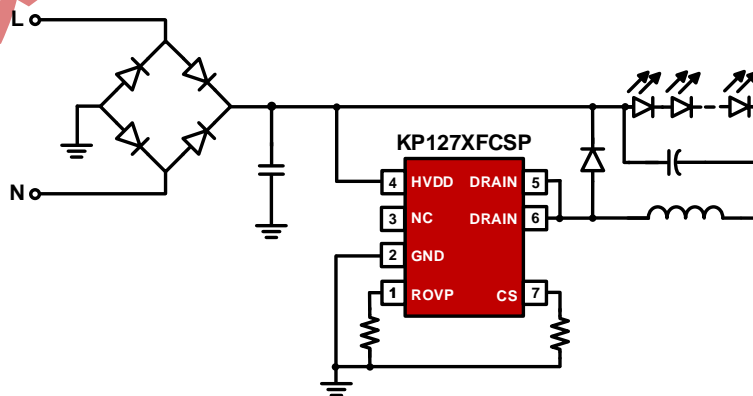 L
N
KP127XFCSP
4 HVDD DRAIN 5
3 NC DRAIN 6
2 GND
1 ROVP CS 7